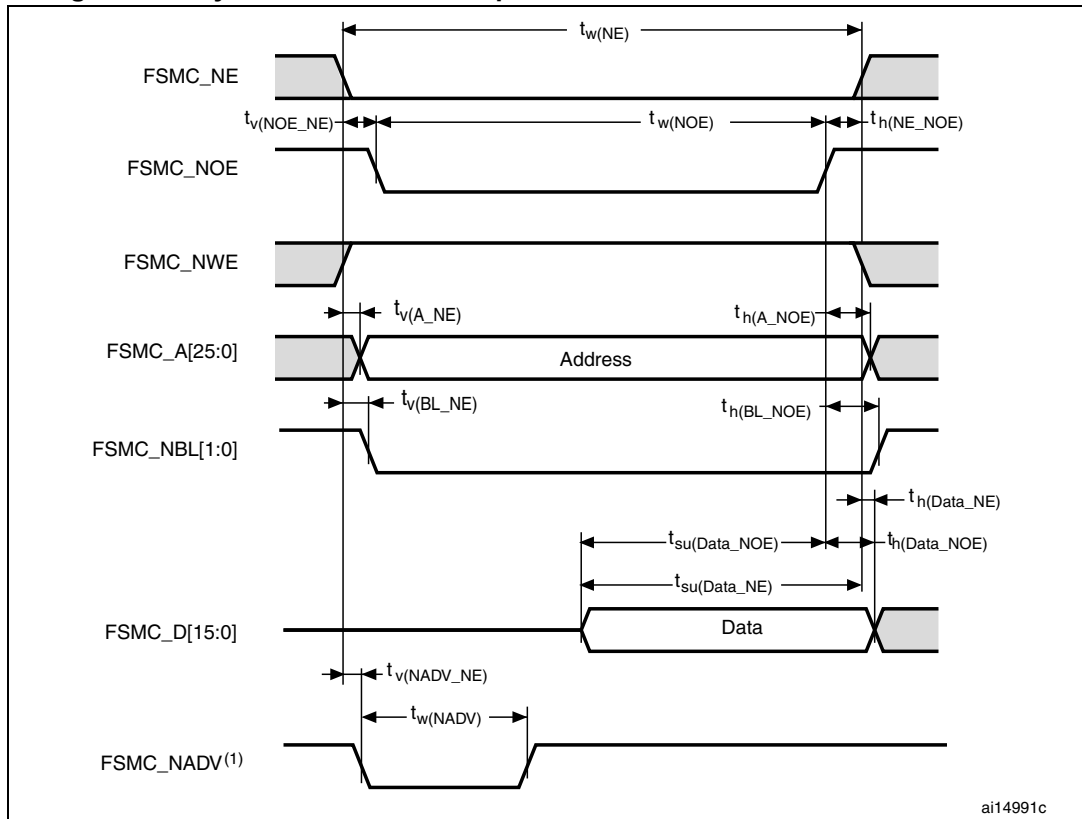 tw(NE)
FSMC_NE
tv(NOE_NE) tw(NOE) th(NE_NOE)
FSMC_NOE
FSMC_NWE
tv(A_NE) th(A_NOE)
FSMC_A[25:0] Address
tv(BL_NE) th(BL_NOE)
FSMC_NBL[1:0]
th(Data_NE)
tsu(Data_NOE) th(Data_NOE)
tsu(Data_NE)
FSMC_D[15:0] Data
tv(NADV_NE)
tw(NADV)
FSMC_NADV(1)
ai14991c